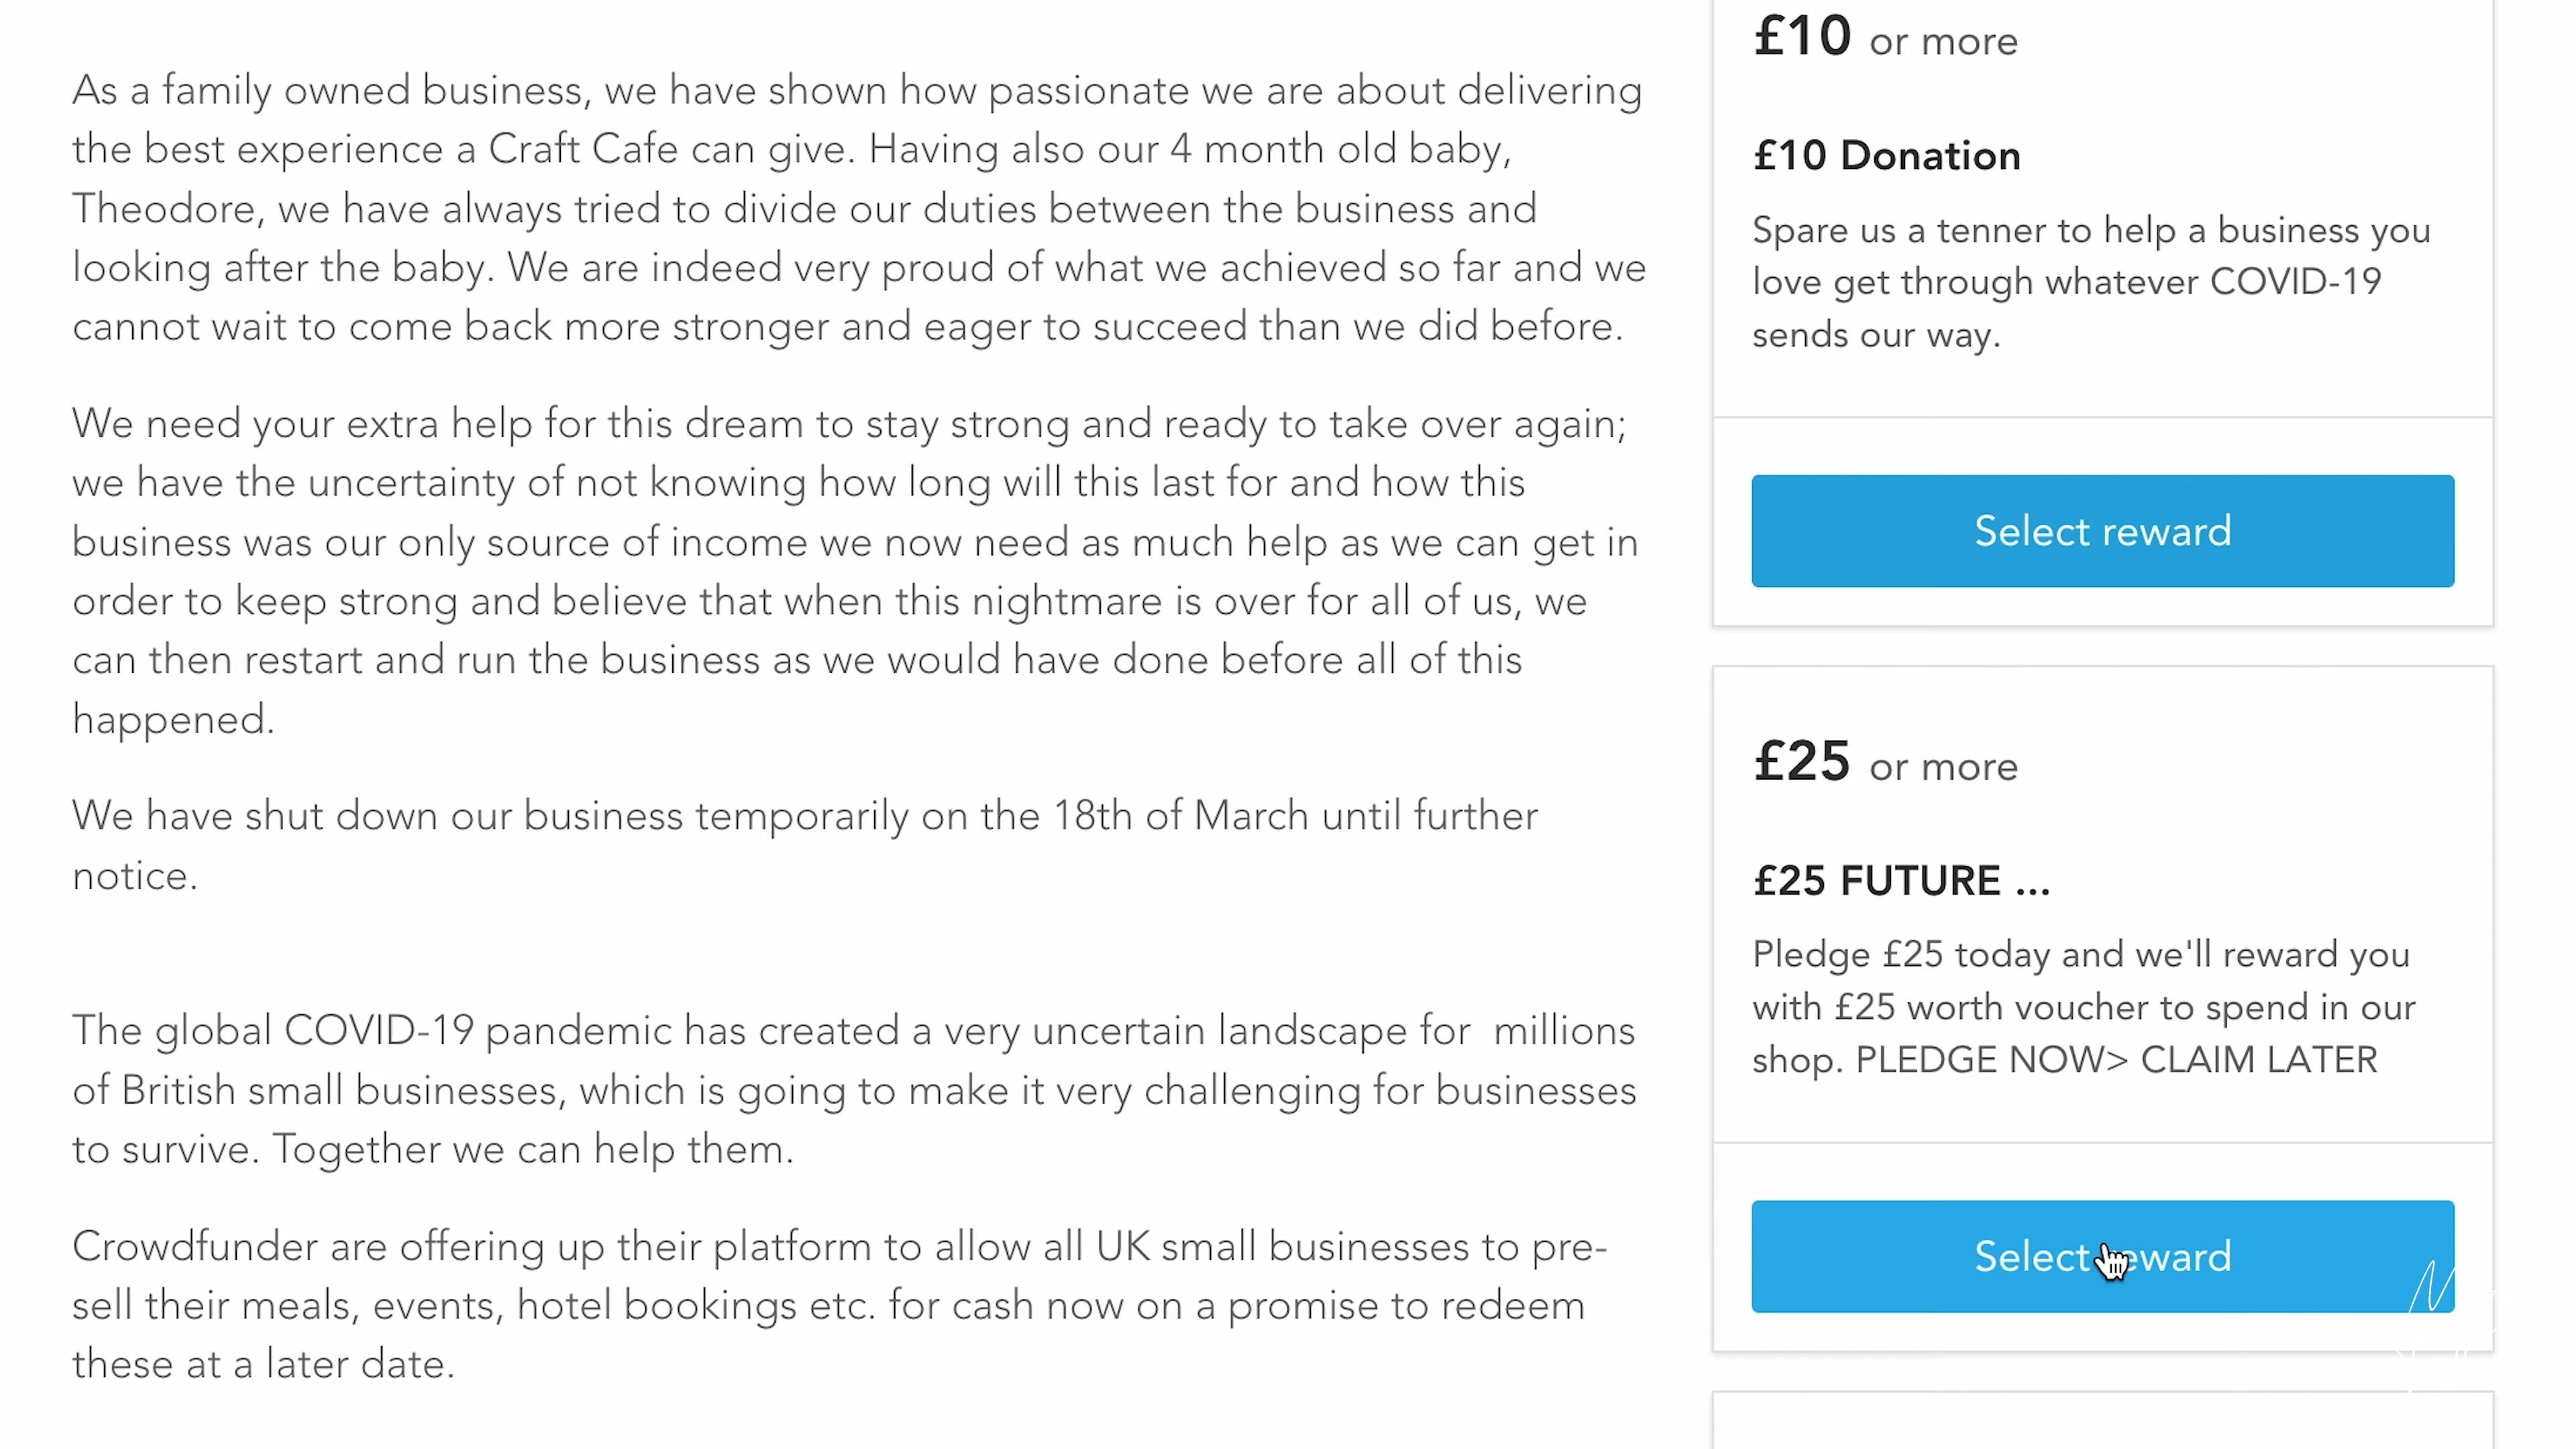 As a family owned business, we have shown how passionate we are about delivering
the best experience a Craft Cafe can give. Having also our 4 month old baby,
Theodore, we have always tried to divide our duties between the business and
looking after the baby. We are indeed very proud of what we achieved so far and we
cannot wait to come back more stronger and eager to succeed than we did before.
We need your extra help for this dream to stay strong and ready to take over again;
we have the uncertainty of not knowing how long will this last for and how this
business was our only source of income we now need as much help as we can get in
order to keep strong and believe that when this nightmare is over for all of us, we
can then restart and run the business as we would have done before all of this
happened.
We have shut down our business temporarily on the 18th of March until further
notice.
The global COVID-19 pandemic has created a very uncertain landscape for  millions
of British small businesses, which is going to make it very challenging for businesses
to survive. Together we can help them.
Crowdfunder are offering up their platform to allow all UK small businesses to pre-
sell their meals, events, hotel bookings etc. for cash now on a promise to redeem
these at a later date.
£10 or more
£10 Donation
Spare us a tenner to help a business you
love get through whatever COVID-19
sends our way.
Select reward
£25 or more
£25 FUTURE ...
Pledge £25 today and we'll reward you
with £25 worth voucher to spend in our
shop. PLEDGE NOW> CLAIM LATER
Select reward